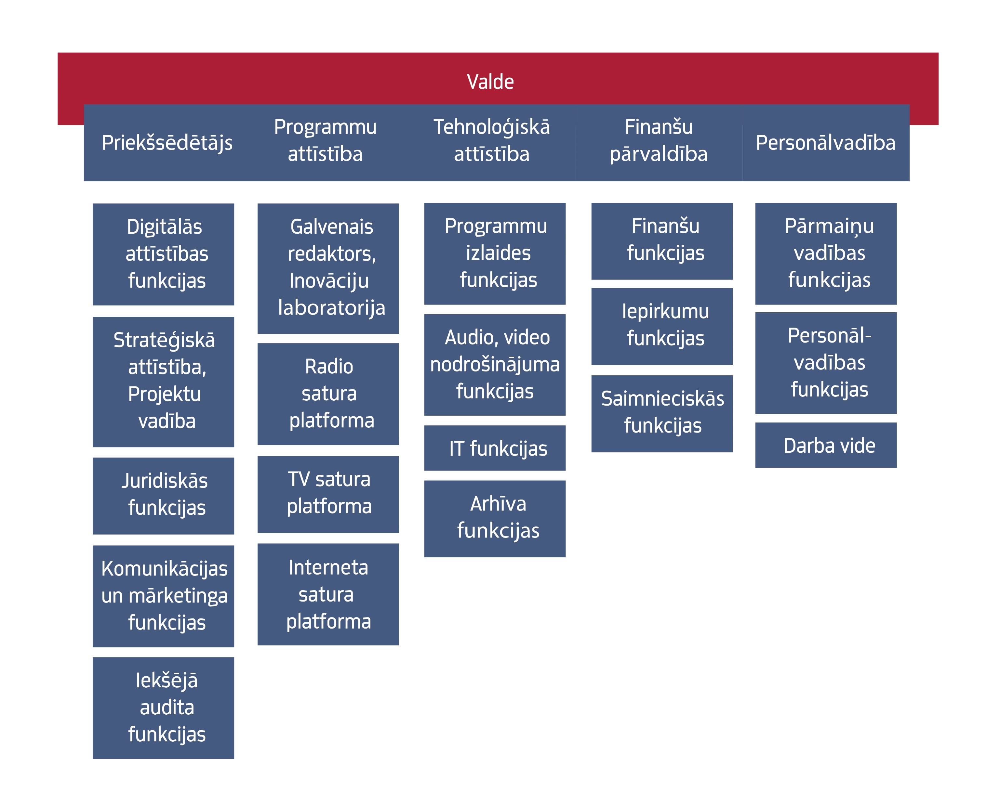 Valde
Priekšsēdētājs
Programmu
attīstība
Tehnoloģiskā
attīstība
Finanšu
pārvaldība
Personālvadība
Digitālās
attīstības
funkcijas
Stratēģiskā
attīstība,
Projektu
vadība
Juridiskās
funkcijas
Komunikācijas
un mārketinga
funkcijas
Iekšējā
audita
funkcijas
Galvenais
redaktors,
Inovāciju
laboratorija
Radio
satura
platforma
TV satura
platforma
Interneta
satura
platforma
Programmu
izlaides
funkcijas
Audio, video
nodrošinājuma
funkcijas
IT funkcijas
Arhīva
funkcijas
Finanšu
funkcijas
Iepirkumu
funkcijas
Saimnieciskās
funkcijas
Pārmaiņu
vadības
funkcijas
Personāl-
vadības
funkcijas
Darba vide